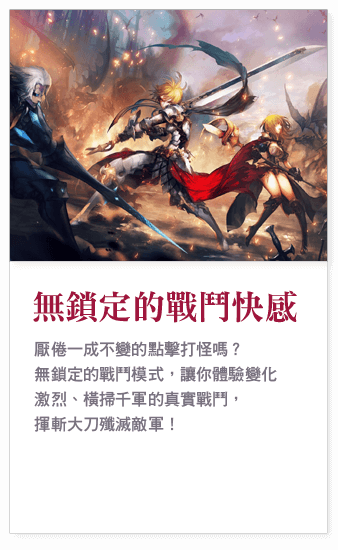 無鎖定的戰鬥快感
厭倦一成不變的點擊打怪嗎？
無鎖定的戰鬥模式，讓你體驗變化
激烈、橫掃千軍的真實戰鬥，
揮斬大刀殲滅敵軍！